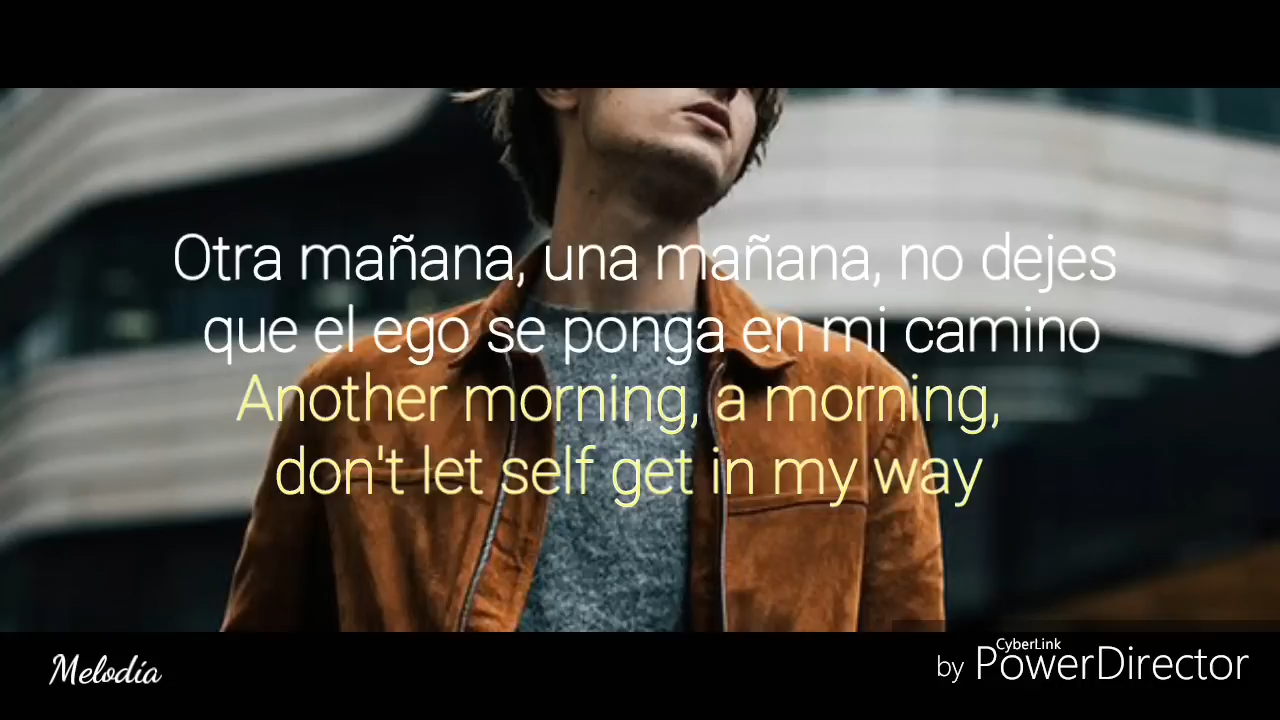 Otra mañana, una mañana, no dejes
que el ego se ponga en mi camino
Another morning, a morning,
don't let self get in my way
Melodía
by CyberLink PowerDirector